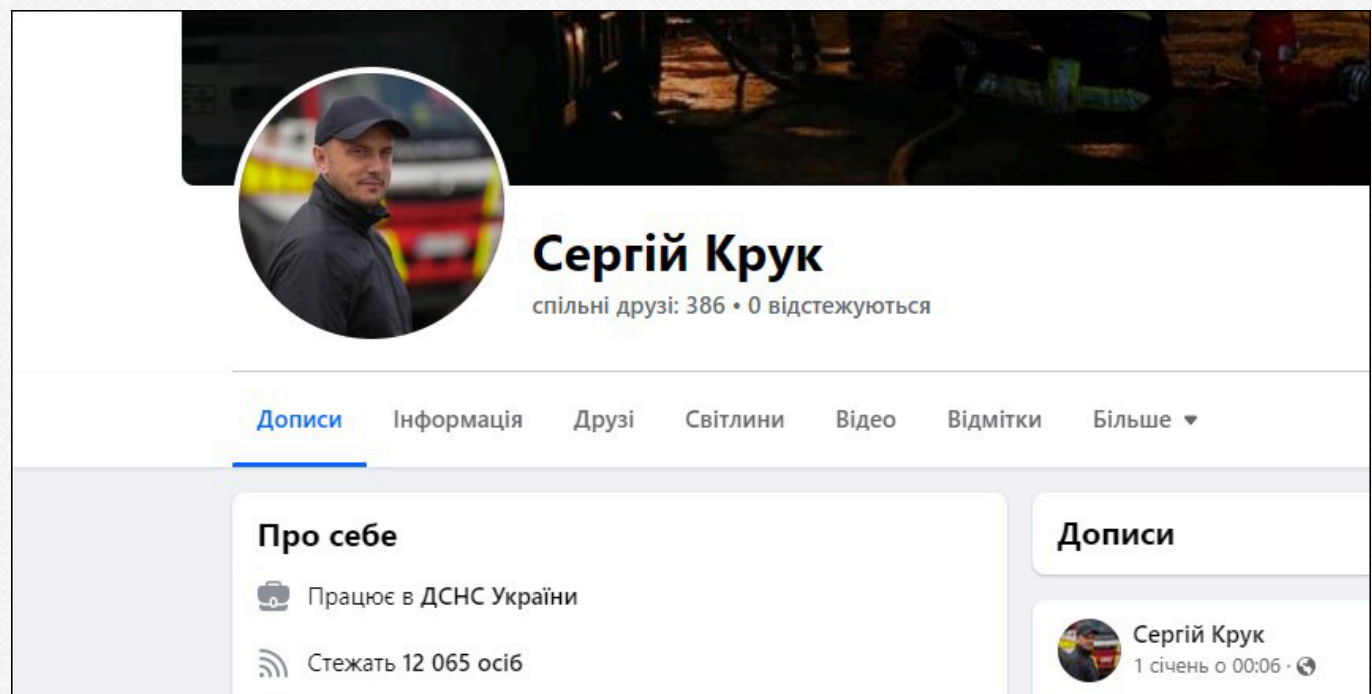 Сергій Крук
спільні друзі: 386 • 0 відстежуються
Дописи Інформація Друзі Світлини Відео Відмітки Більше
Про себе
Працює в ДСНС України
Стежать 12 065 осіб
Дописи
Сергій Крук
1 січень о 00:06 ·